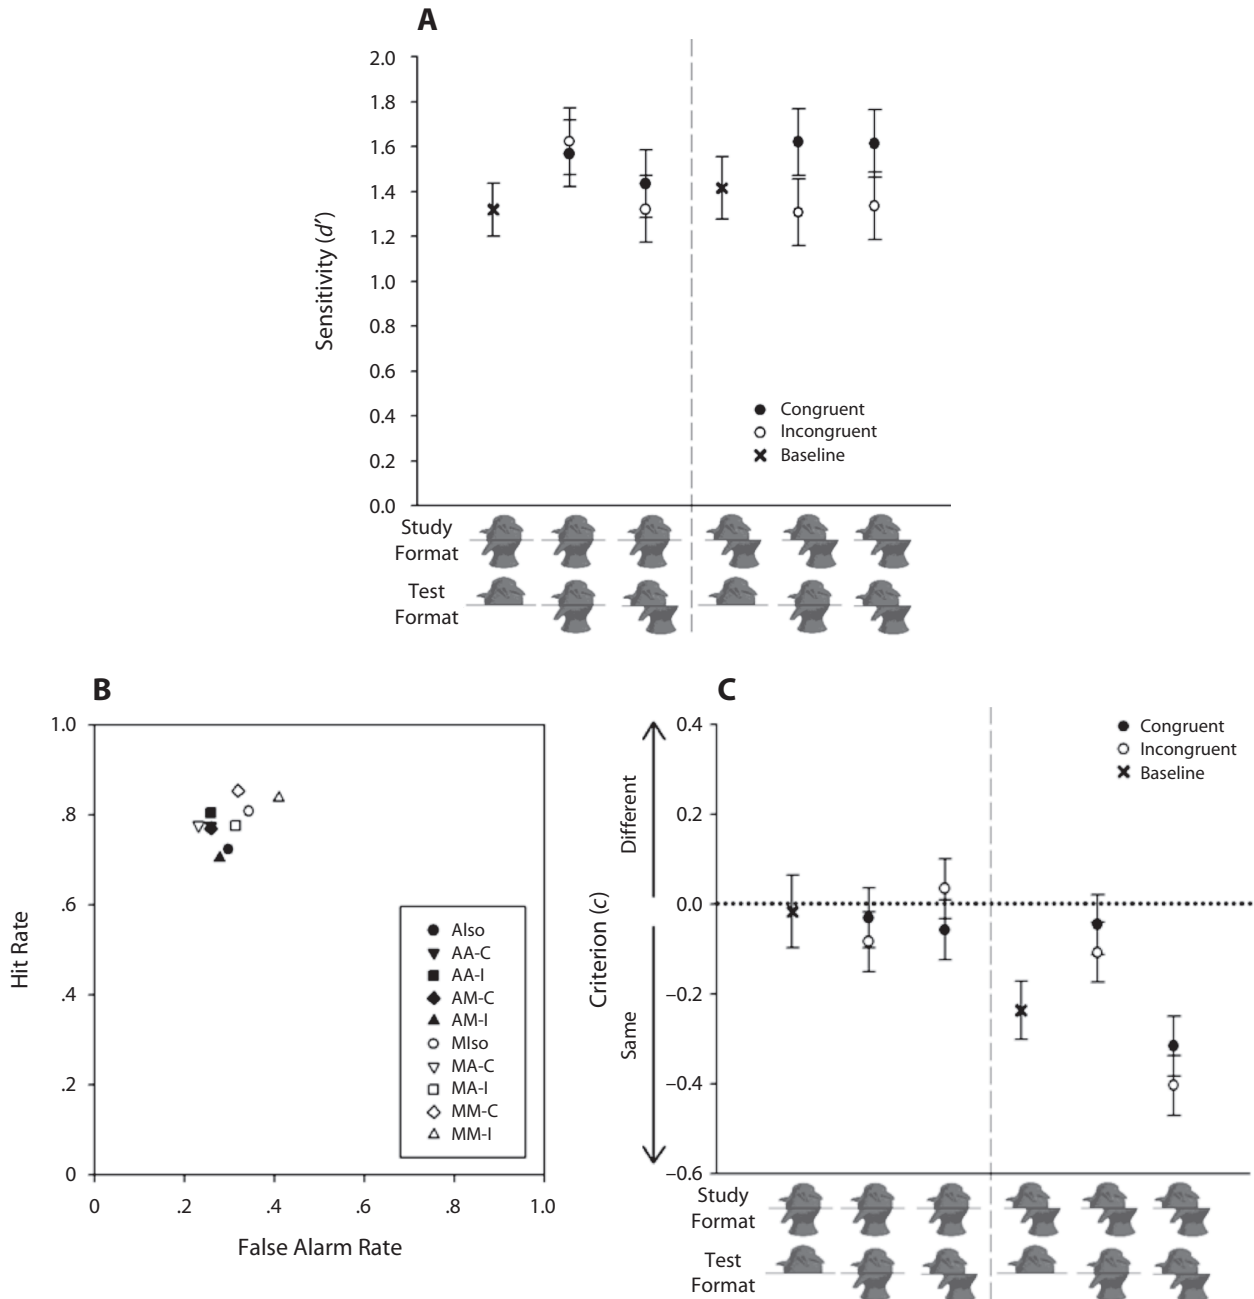 A
2.0
1.8
1.6
1.4
1.2
1.0
0.8
0.6
0.4
0.2
0.0
Sensitivity (d′)
Congruent
Incongruent
Baseline
Study
Format
Test
Format
B
1.0
.8
.6
.4
.2
0
Hit Rate
AIso
AA-C
AA-I
AM-C
AM-I
MIso
MA-C
MA-I
MM-C
MM-I
0 .2 .4 .6 .8 1.0
False Alarm Rate
C
0.4
0.2
0.0
−0.2
−0.4
−0.6
Criterion (c)
Different
Same
Congruent
Incongruent
Baseline
Study
Format
Test
Format